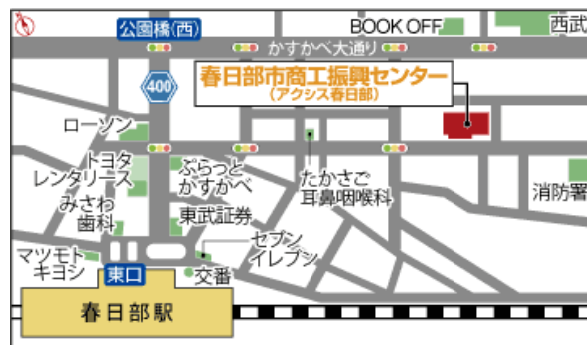 公園橋(西)
BOOK OFF
西武
かすかべ大通り
400
春日部市商工振興センター
(アクシス春日部)
ローソン
トヨタ
レンタリース
ぷらっと
かすかべ
たかさご
耳鼻咽喉科
消防署
みさわ
歯科
東武証券
セブン
イレブン
マツモト
キヨシ
東口
交番
春日部駅